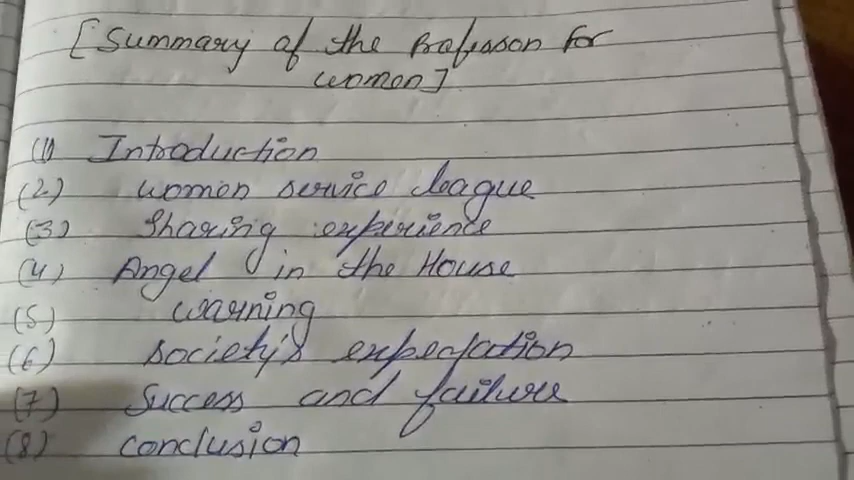 [Summary of the Profession for
women]
(1) Introduction
(2) women service league
(3) Sharing experience
(4) Angel in the House
(5) warning
(6) society's expectation
(7) Success and failure
(8) conclusion